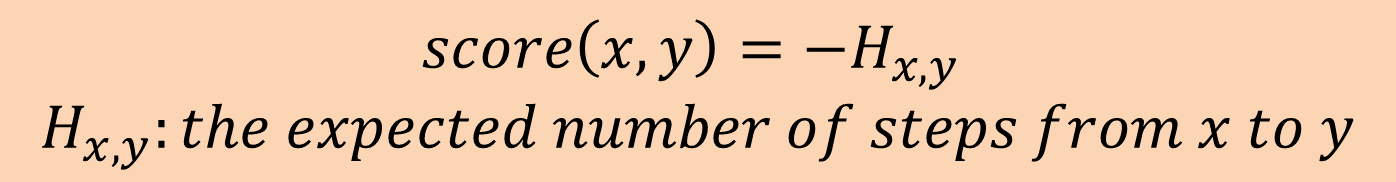 score(x, y) = −H_{x,y}
H_{x,y}: the expected number of steps from x to y